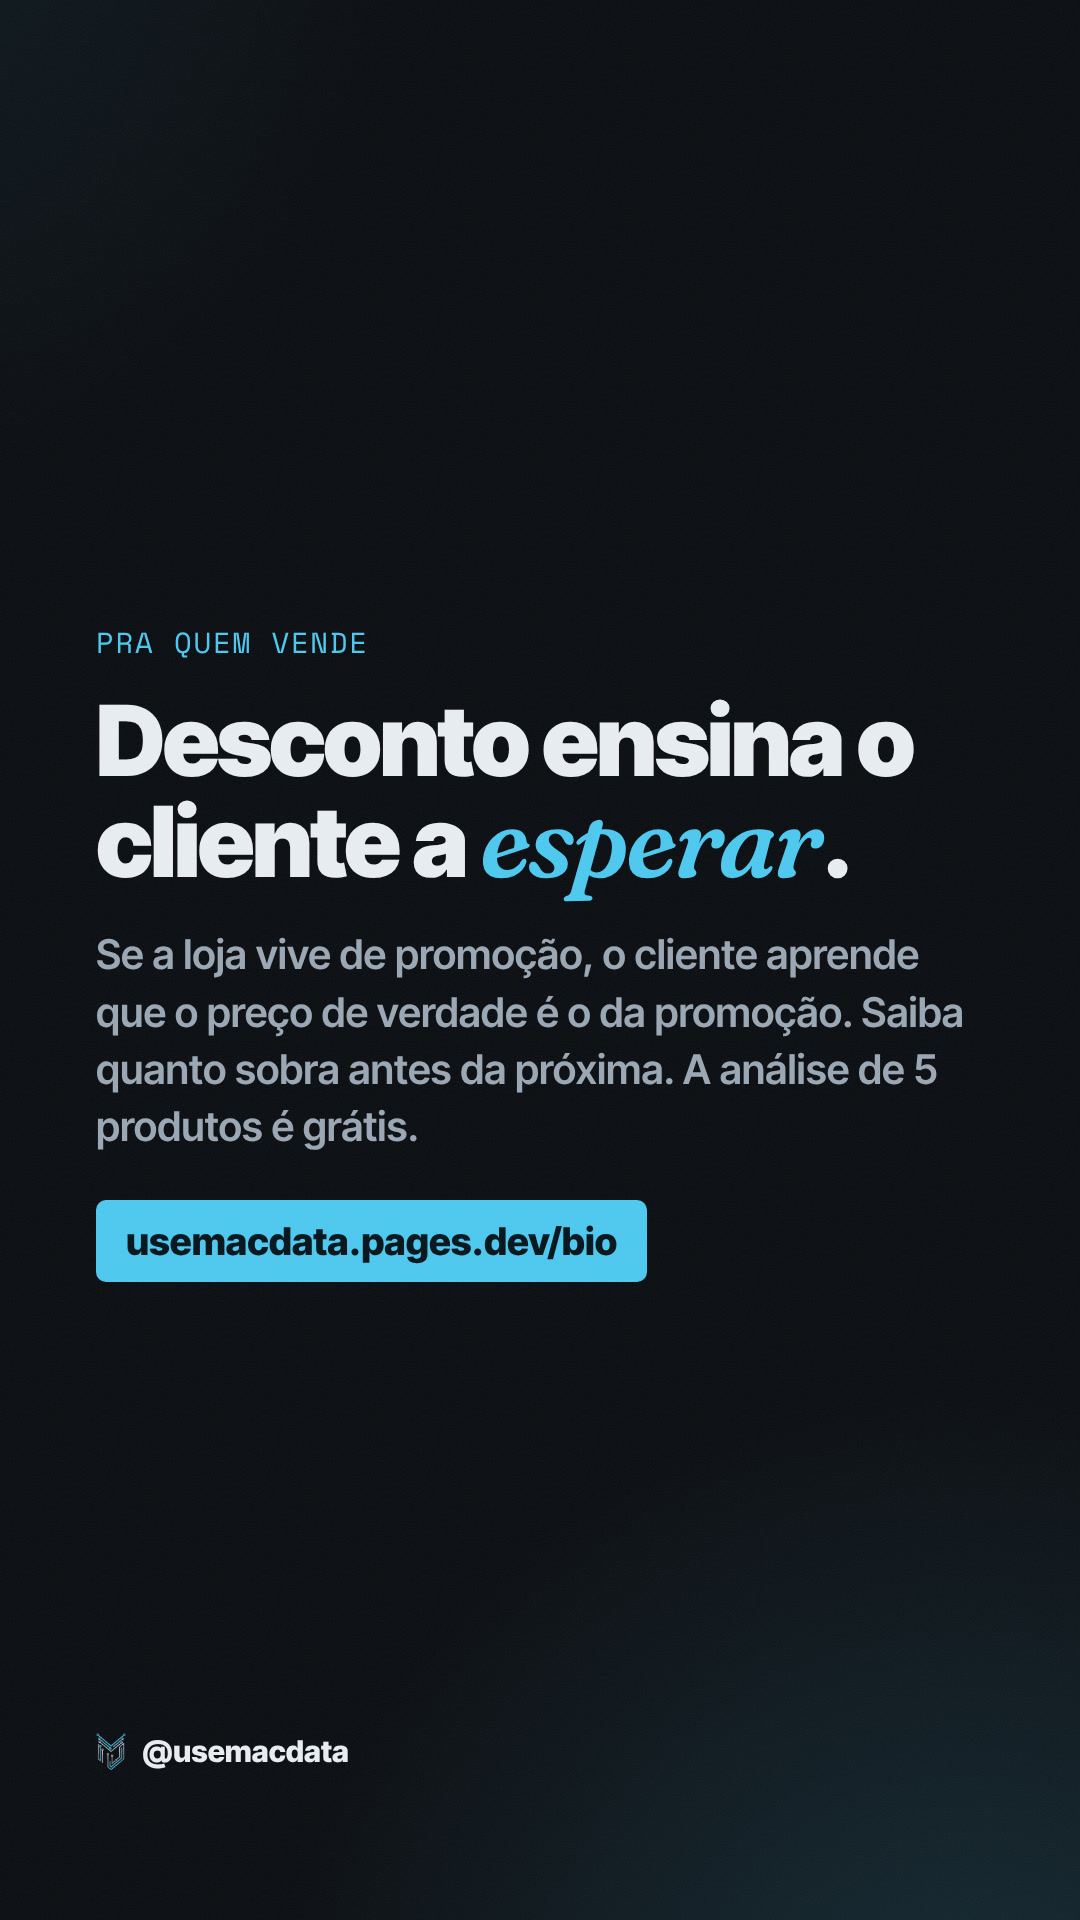 PRA QUEM VENDE
Desconto ensina o
cliente a esperar.
Se a loja vive de promoção, o cliente aprende
que o preço de verdade é o da promoção. Saiba
quanto sobra antes da próxima. A análise de 5
produtos é grátis.
usemacdata.pages.dev/bio
@usemacdata